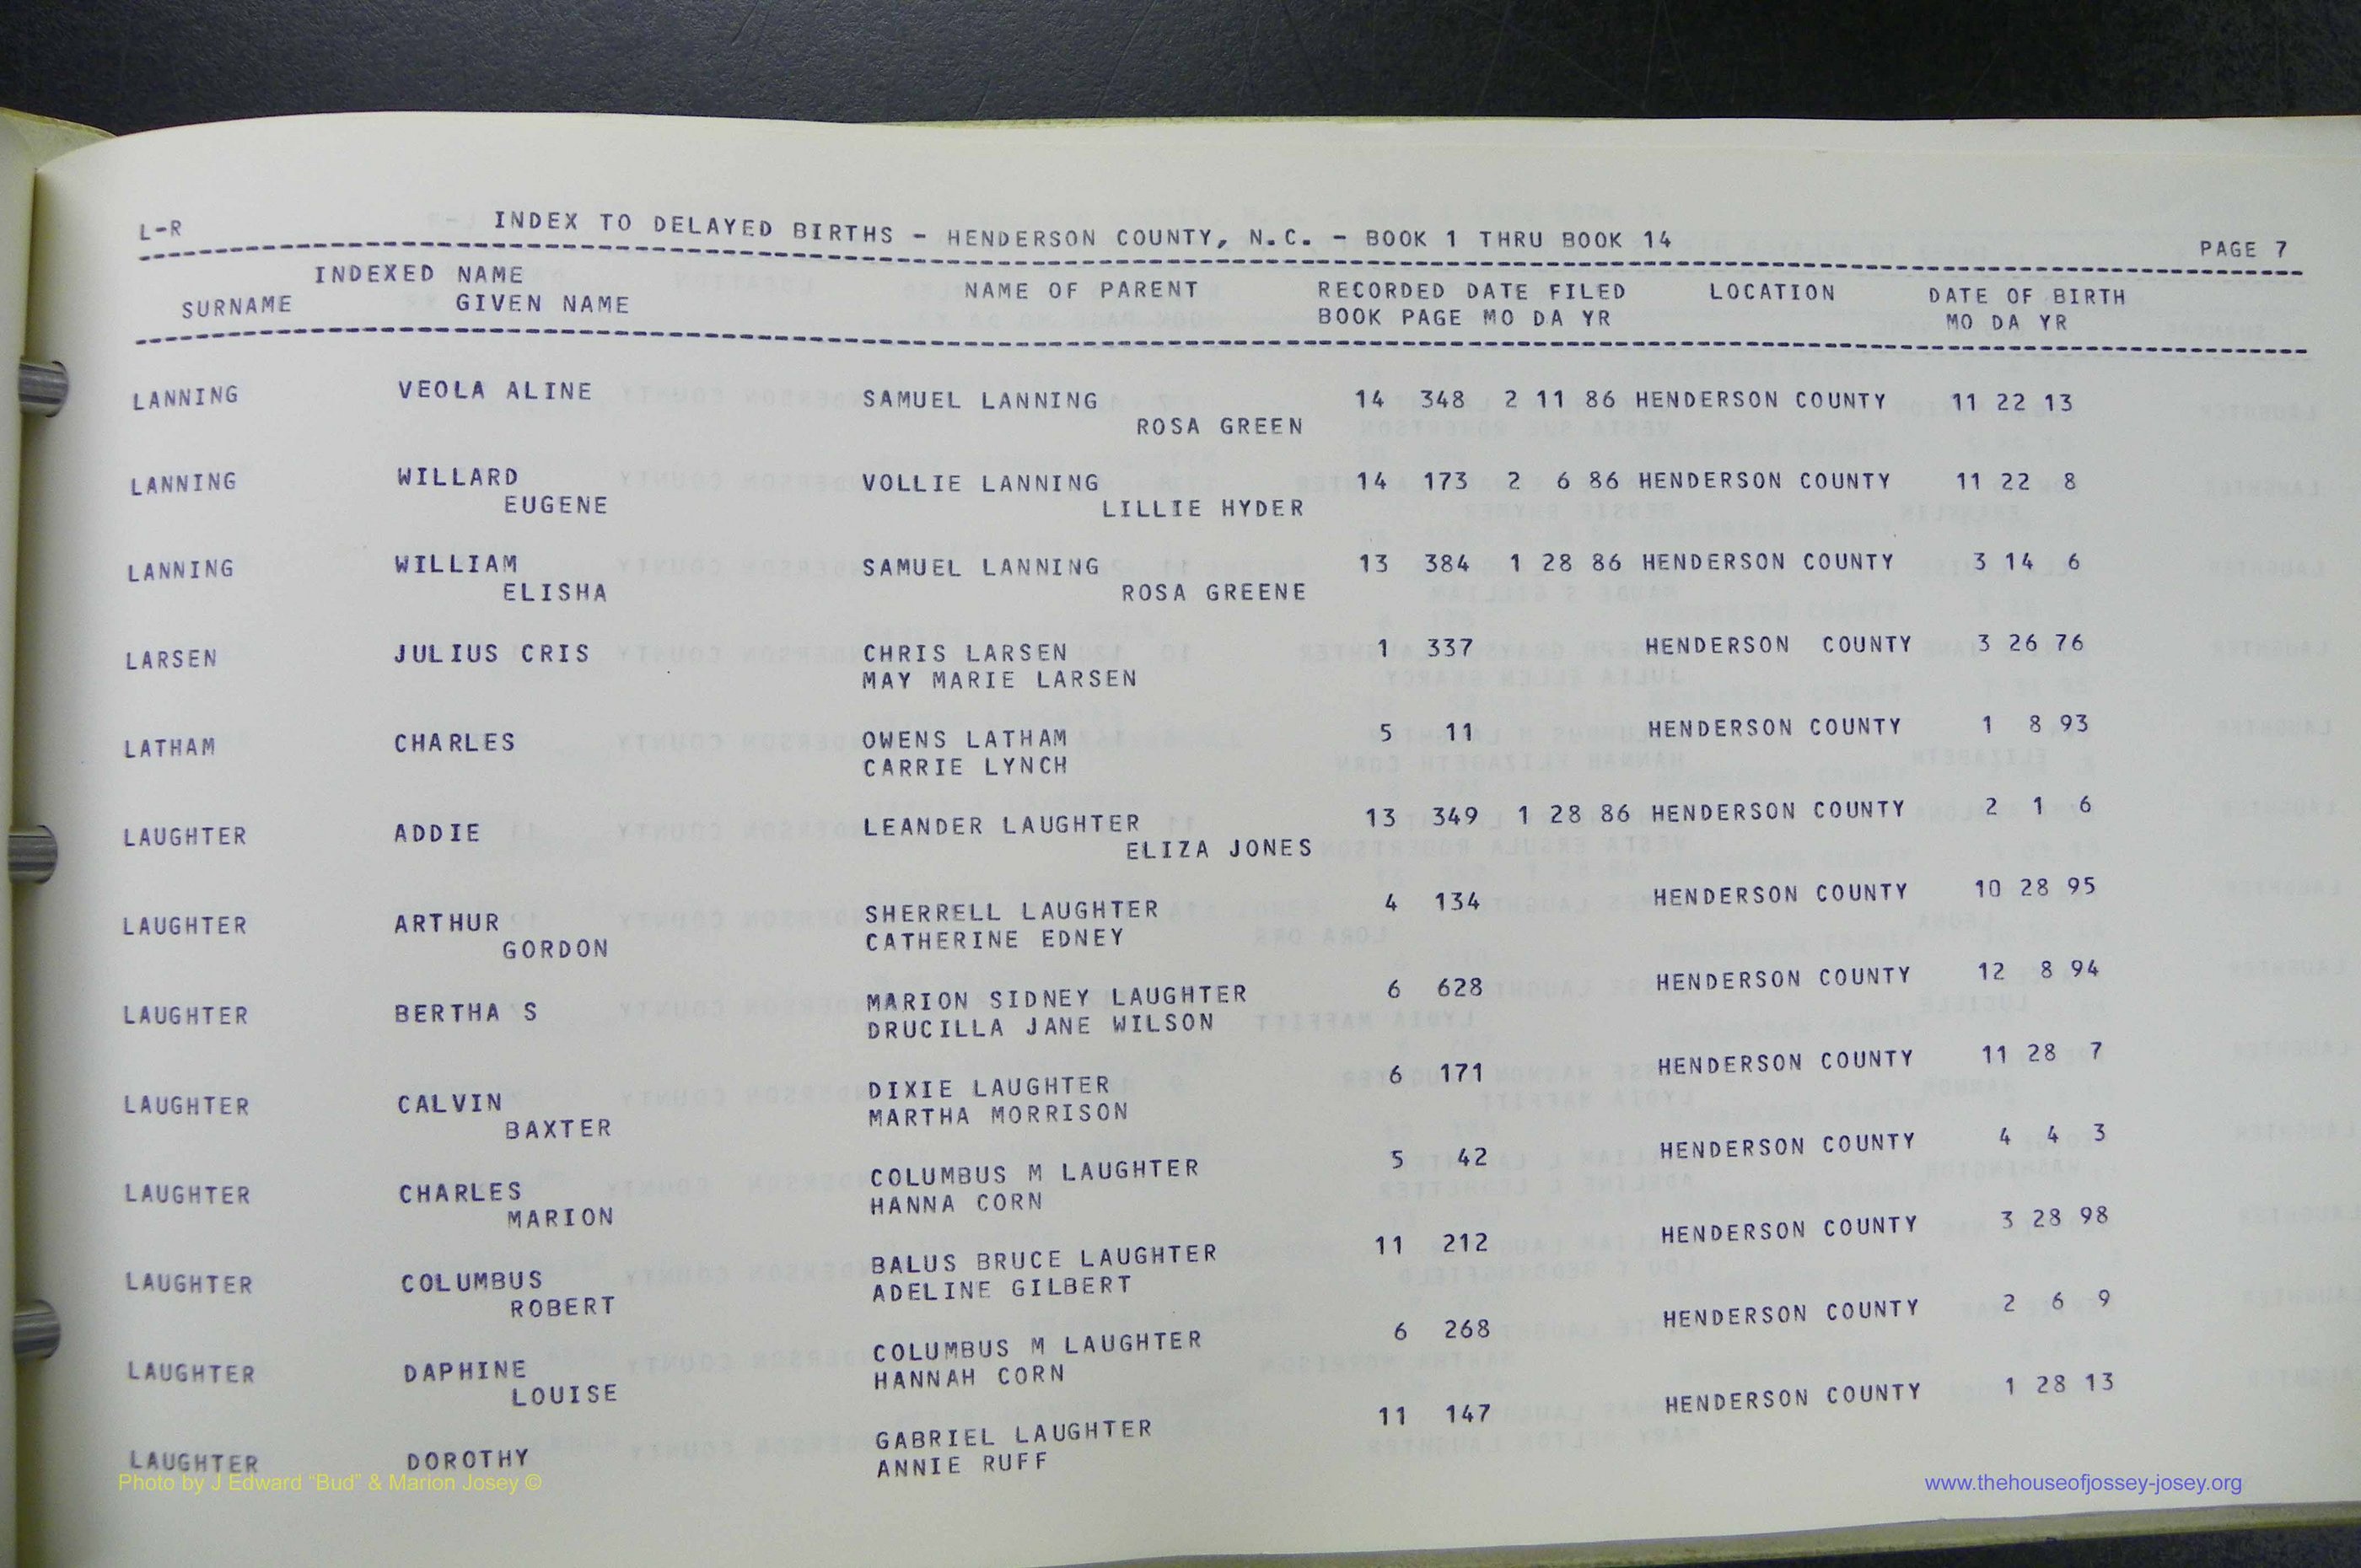 L-R INDEX TO DELAYED BIRTHS - HENDERSON COUNTY, N.C. - BOOK 1 THRU BOOK 14 PAGE 7
INDEXED NAME NAME OF PARENT RECORDED DATE FILED LOCATION DATE OF BIRTH
SURNAME GIVEN NAME BOOK PAGE MO DA YR MO DA YR
LANNING VEOLA ALINE SAMUEL LANNING 14 348 2 11 86 HENDERSON COUNTY 11 22 13
ROSA GREEN
LANNING WILLARD VOLLIE LANNING 14 173 2 6 86 HENDERSON COUNTY 11 22 8
EUGENE LILLIE HYDER
LANNING WILLIAM SAMUEL LANNING 13 384 1 28 86 HENDERSON COUNTY 3 14 6
ELISHA ROSA GREENE
LARSEN JULIUS CRIS CHRIS LARSEN 1 337 HENDERSON COUNTY 3 26 76
MAY MARIE LARSEN
LATHAM CHARLES OWENS LATHAM 5 11 HENDERSON COUNTY 1 8 93
CARRIE LYNCH
LAUGHTER ADDIE LEANDER LAUGHTER 13 349 1 28 86 HENDERSON COUNTY 2 1 6
ELIZA JONES
LAUGHTER ARTHUR SHERRELL LAUGHTER 4 134 HENDERSON COUNTY 10 28 95
GORDON CATHERINE EDNEY
LAUGHTER BERTHA S MARION SIDNEY LAUGHTER 6 628 HENDERSON COUNTY 12 8 94
DRUCILLA JANE WILSON
LAUGHTER CALVIN DIXIE LAUGHTER 6 171 HENDERSON COUNTY 11 28 7
BAXTER MARTHA MORRISON
LAUGHTER CHARLES COLUMBUS M LAUGHTER 5 42 HENDERSON COUNTY 4 4 3
MARION HANNA CORN
LAUGHTER COLUMBUS BALUS BRUCE LAUGHTER 11 212 HENDERSON COUNTY 3 28 98
ROBERT ADELINE GILBERT
LAUGHTER DAPHINE COLUMBUS M LAUGHTER 6 268 HENDERSON COUNTY 2 6 9
LOUISE HANNAH CORN
LAUGHTER DOROTHY GABRIEL LAUGHTER 11 147 HENDERSON COUNTY 1 28 13
ANNIE RUFF
Photo by J Edward “Bud” & Marion Josey © www.thehouseofjossey-josey.org